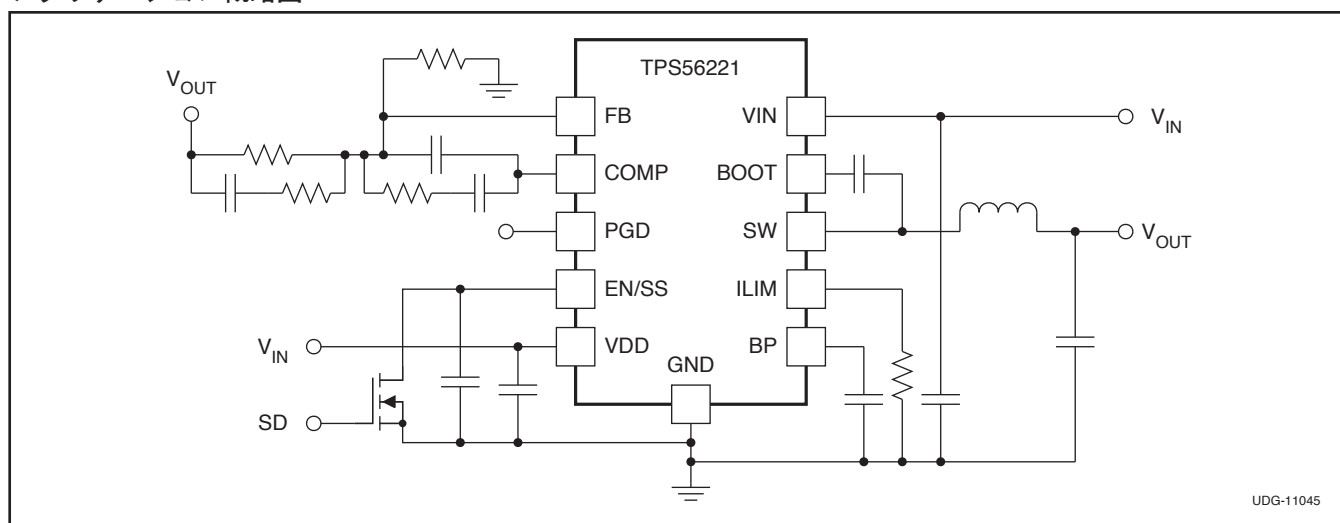 TPS56221
V_OUT
FB
VIN
V_IN
COMP
BOOT
PGD
SW
V_OUT
EN/SS
ILIM
V_IN
VDD
BP
GND
SD
UDG-11045